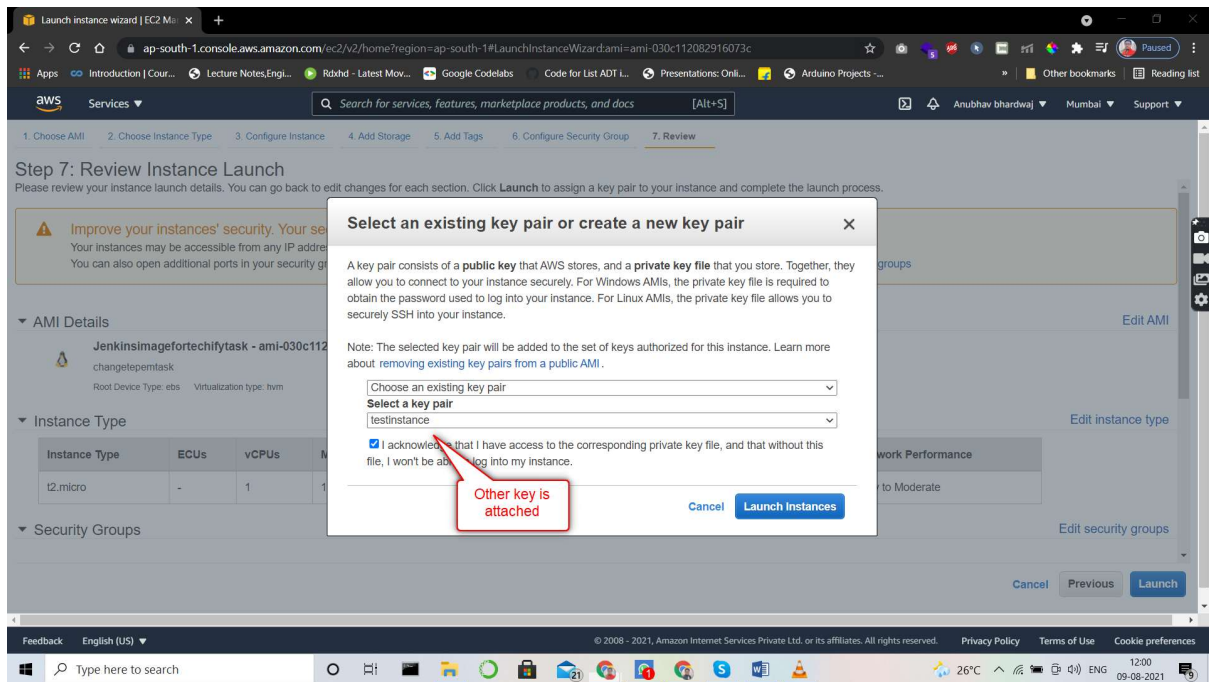 Launch instance wizard | EC2 Ma
ap-south-1.console.aws.amazon.com/ec2/v2/home?region=ap-south-1#LaunchInstanceWizard:ami=ami-030c112082916073c
Paused
Apps
Introduction | Cour...
Lecture Notes,Engi...
Rdxhd - Latest Mov...
Google Codelabs
Code for List ADT i...
Presentations: Onli...
Arduino Projects -...
»
Other bookmarks
Reading list
aws
Services
Search for services, features, marketplace products, and docs
[Alt+S]
Anubhav bhardwaj
Mumbai
Support
1. Choose AMI
2. Choose Instance Type
3. Configure Instance
4. Add Storage
5. Add Tags
6. Configure Security Group
7. Review
Step 7: Review Instance Launch
Please review your instance launch details. You can go back to edit changes for each section. Click Launch to assign a key pair to your instance and complete the launch process.
Improve your instances' security. Your se
Your instances may be accessible from any IP addre
You can also open additional ports in your security gr
groups
AMI Details
Edit AMI
Jenkinsimagefortechifytask - ami-030c112
changetepemtask
Root Device Type: ebs Virtualization type: hvm
Instance Type
Edit instance type
Instance Type
ECUs
vCPUs
M
work Performance
t2.micro
-
1
1
to Moderate
Security Groups
Edit security groups
Select an existing key pair or create a new key pair
A key pair consists of a public key that AWS stores, and a private key file that you store. Together, they
allow you to connect to your instance securely. For Windows AMIs, the private key file is required to
obtain the password used to log into your instance. For Linux AMIs, the private key file allows you to
securely SSH into your instance.
Note: The selected key pair will be added to the set of keys authorized for this instance. Learn more
about removing existing key pairs from a public AMI.
Choose an existing key pair
Select a key pair
testinstance
I acknowledge that I have access to the corresponding private key file, and that without this
file, I won't be ab log into my instance.
Other key is
attached
Cancel
Launch Instances
Cancel
Previous
Launch
Feedback
English (US)
© 2008 - 2021, Amazon Internet Services Private Ltd. or its affiliates. All rights reserved.
Privacy Policy
Terms of Use
Cookie preferences
Type here to search
21
26°C
ENG
12:00
09-08-2021